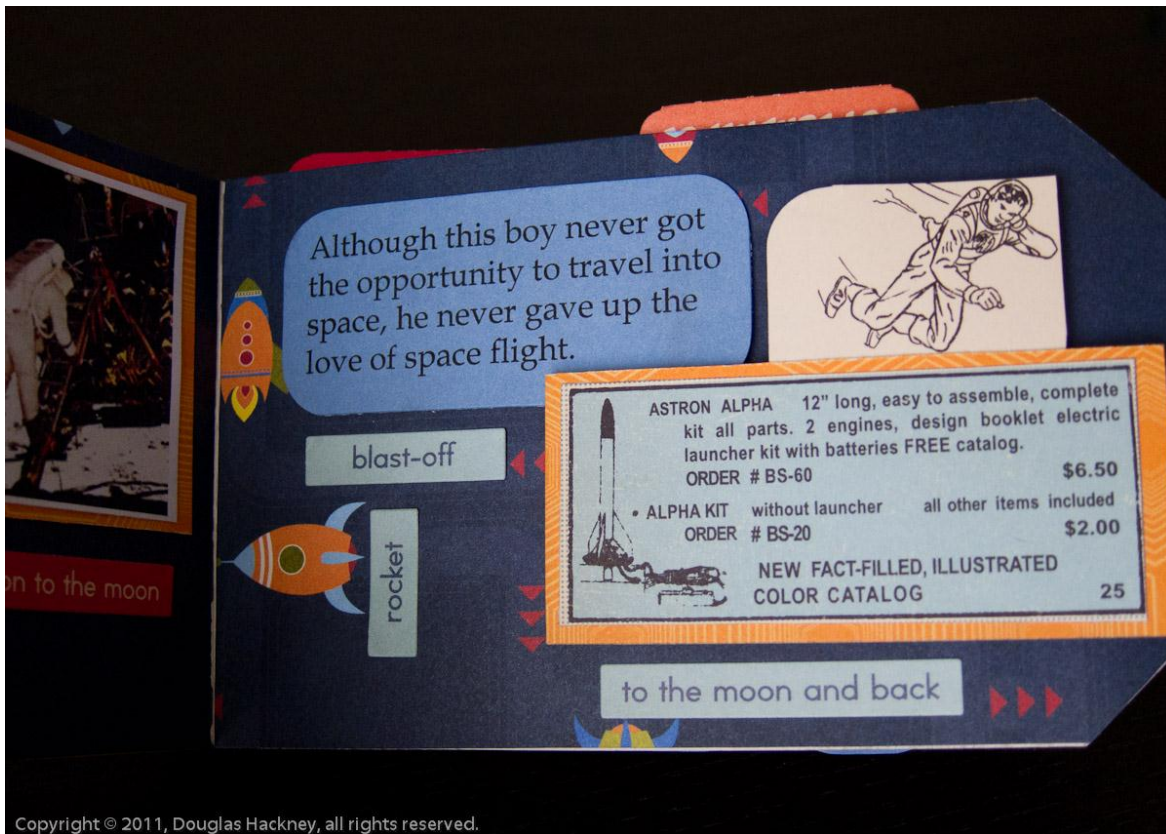 Although this boy never got
the opportunity to travel into
space, he never gave up the
love of space flight.
blast-off
rocket
ASTRON ALPHA 12" long, easy to assemble, complete
kit all parts. 2 engines, design booklet electric
launcher kit with batteries FREE catalog.
ORDER # BS-60 $6.50
• ALPHA KIT without launcher all other items included
ORDER # BS-20 $2.00
NEW FACT-FILLED, ILLUSTRATED
COLOR CATALOG 25
on to the moon
to the moon and back
Copyright © 2011, Douglas Hackney, all rights reserved.